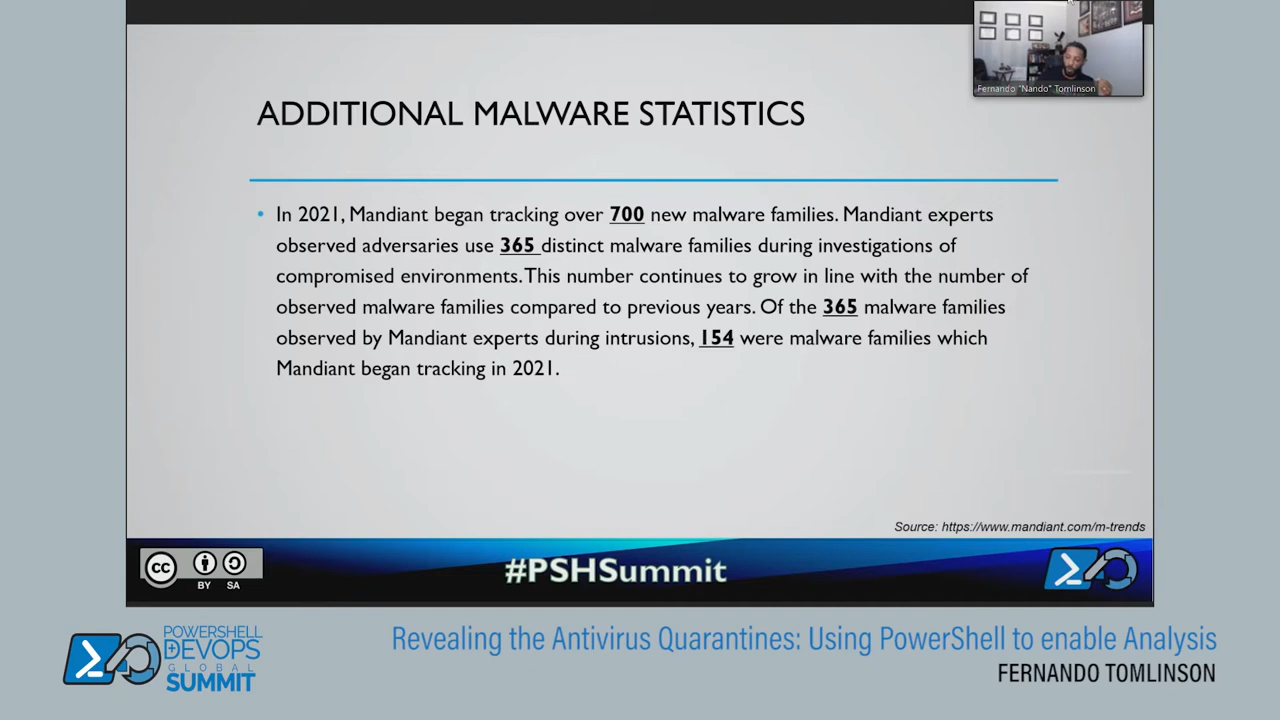 Fernando "Nando" Tomlinson
ADDITIONAL MALWARE STATISTICS
• In 2021, Mandiant began tracking over 700 new malware families. Mandiant experts
observed adversaries use 365 distinct malware families during investigations of
compromised environments. This number continues to grow in line with the number of
observed malware families compared to previous years. Of the 365 malware families
observed by Mandiant experts during intrusions, 154 were malware families which
Mandiant began tracking in 2021.
Source: https://www.mandiant.com/m-trends
cc
BY SA
#PSHSummit
POWERSHELL
+DEVOPS
GLOBAL
SUMMIT
Revealing the Antivirus Quarantines: Using PowerShell to enable Analysis
FERNANDO TOMLINSON